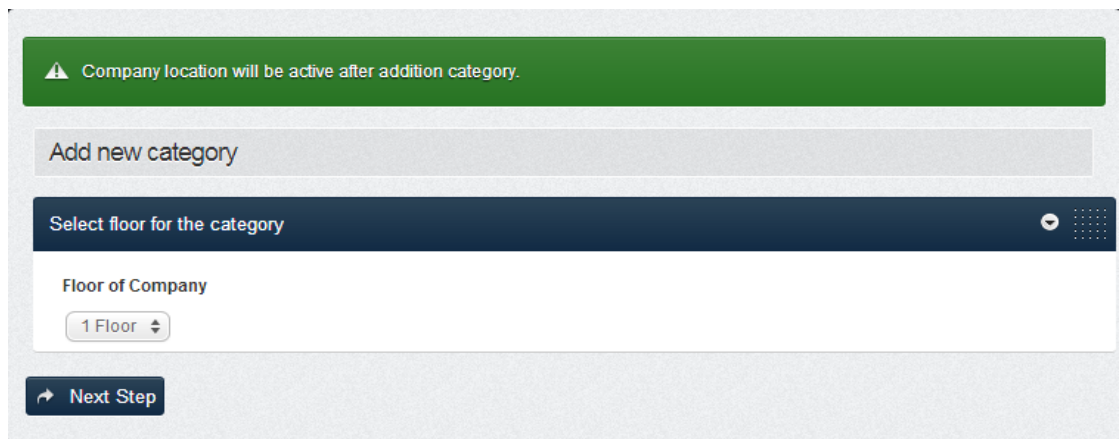 Company location will be active after addition category.
Add new category
Select floor for the category
Floor of Company
1 Floor
Next Step